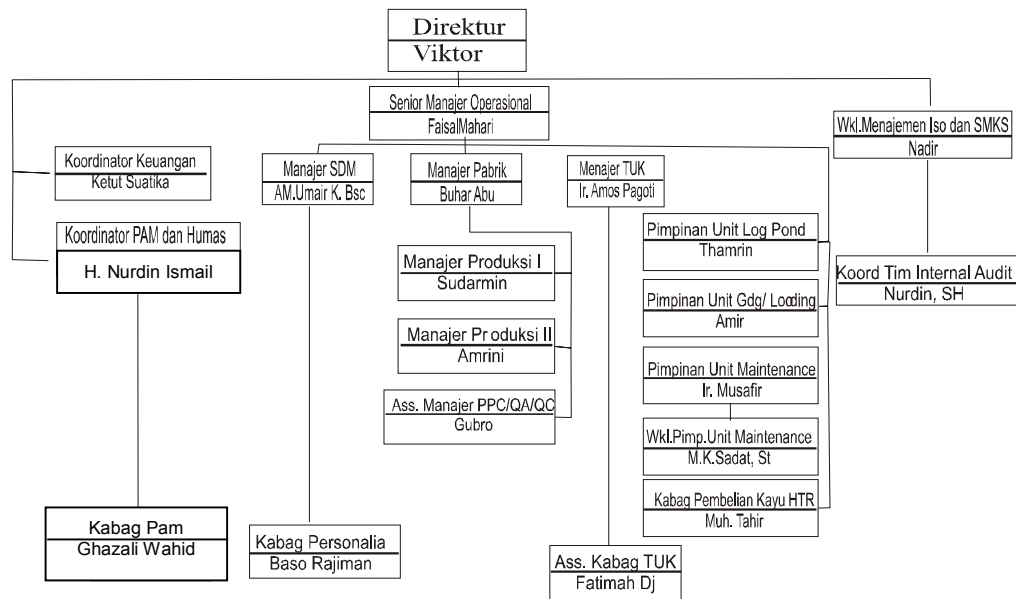 Direktur
Viktor
Senior Manajer Operasional
FaisalMahari
Wkl.Menajemen Iso dan SMKS
Nadir
Koordinator Keuangan
Ketut Suatika
Manajer SDM
AM.Umair K. Bsc
Manajer Pabrik
Buhar Abu
Menajer TUK
Ir. Amos Pagoti
Koordinator PAM dan Humas
H. Nurdin Ismail
Pimpinan Unit Log Pond
Thamrin
Manajer Produksi I
Sudarmin
Koord Tim Internal Audit
Nurdin, SH
Pimpinan Unit Gdg/ Looding
Amir
Manajer Produksi II
Amrini
Pimpinan Unit Maintenance
Ir. Musafir
Ass. Manajer PPC/QA/QC
Gubro
Wkl.Pimp.Unit Maintenance
M.K.Sadat, St
Kabag Pembelian Kayu HTR
Muh. Tahir
Kabag Pam
Ghazali Wahid
Kabag Personalia
Baso Rajiman
Ass. Kabag TUK
Fatimah Dj